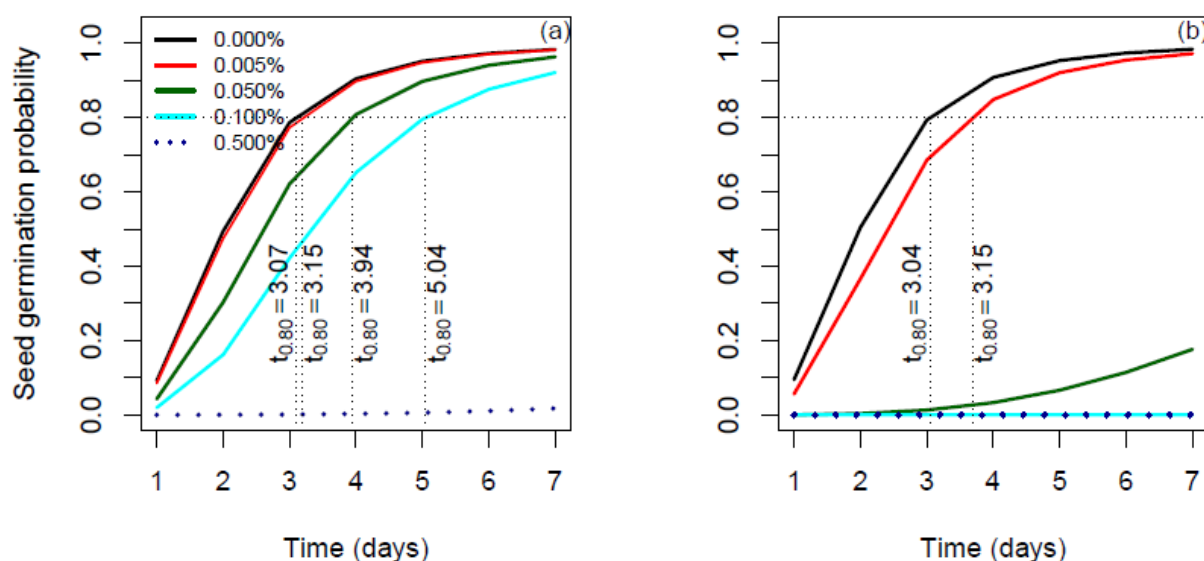 (a)
0.000%
0.005%
0.050%
0.100%
0.500%
Seed germination probability
1.0
0.8
0.6
0.4
0.2
0.0
t0.80 = 3.07
t0.80 = 3.15
t0.80 = 3.94
t0.80 = 5.04
1 2 3 4 5 6 7
Time (days)
(b)
1.0
0.8
0.6
0.4
0.2
0.0
t0.80 = 3.04
t0.80 = 3.15
1 2 3 4 5 6 7
Time (days)